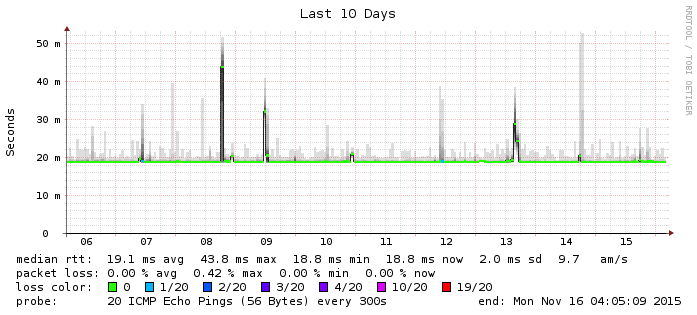 Last 10 Days
RRDTOOL / TOBI OETIKER
Seconds
50 m
40 m
30 m
20 m
10 m
0
06 07 08 09 10 11 12 13 14 15
median rtt: 19.1 ms avg 43.8 ms max 18.8 ms min 18.8 ms now 2.0 ms sd 9.7 am/s
packet loss: 0.00 % avg 0.42 % max 0.00 % min 0.00 % now
loss color: 0 1/20 2/20 3/20 4/20 10/20 19/20
probe: 20 ICMP Echo Pings (56 Bytes) every 300s end: Mon Nov 16 04:05:09 2015